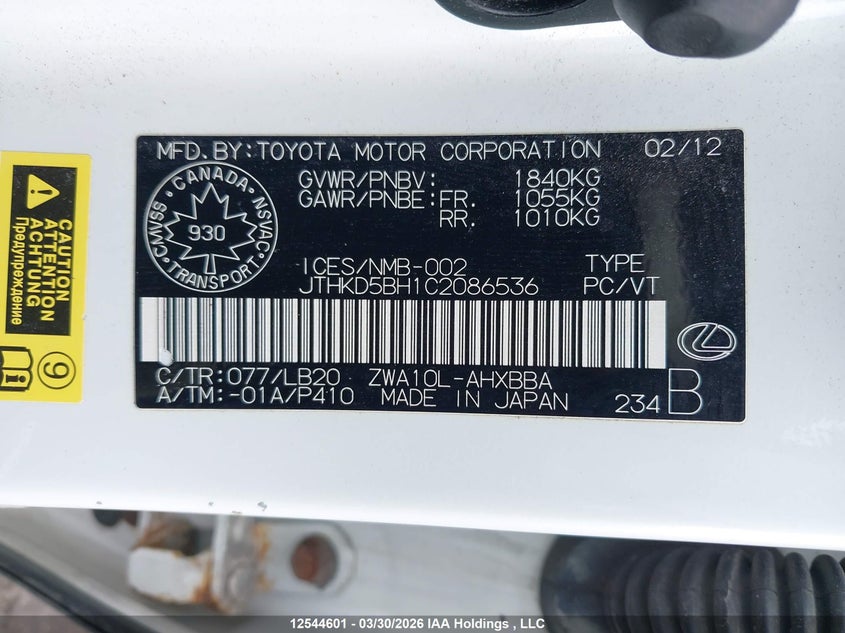 MFD.BY:TOYOTA MOTOR CORPORATION 02/12
GVWR/PNBV: 1840KG
GAWR/PNBE:FR. 1055KG
RR. 1010KG
CANADA
CMVSS 930 NSVAC
TRANSPORT
ICES/NMB-002 TYPE
JTHKD5BH1C2086536 PC/VT
C/TR:077/LB20 ZWA10L-AHXBBA
A/TM:-01A/P410 MADE IN JAPAN 234 B
CAUTION
ATTENTION
ACHTUNG
Предупреждение
9
12544601 - 03/30/2026 IAA Holdings , LLC